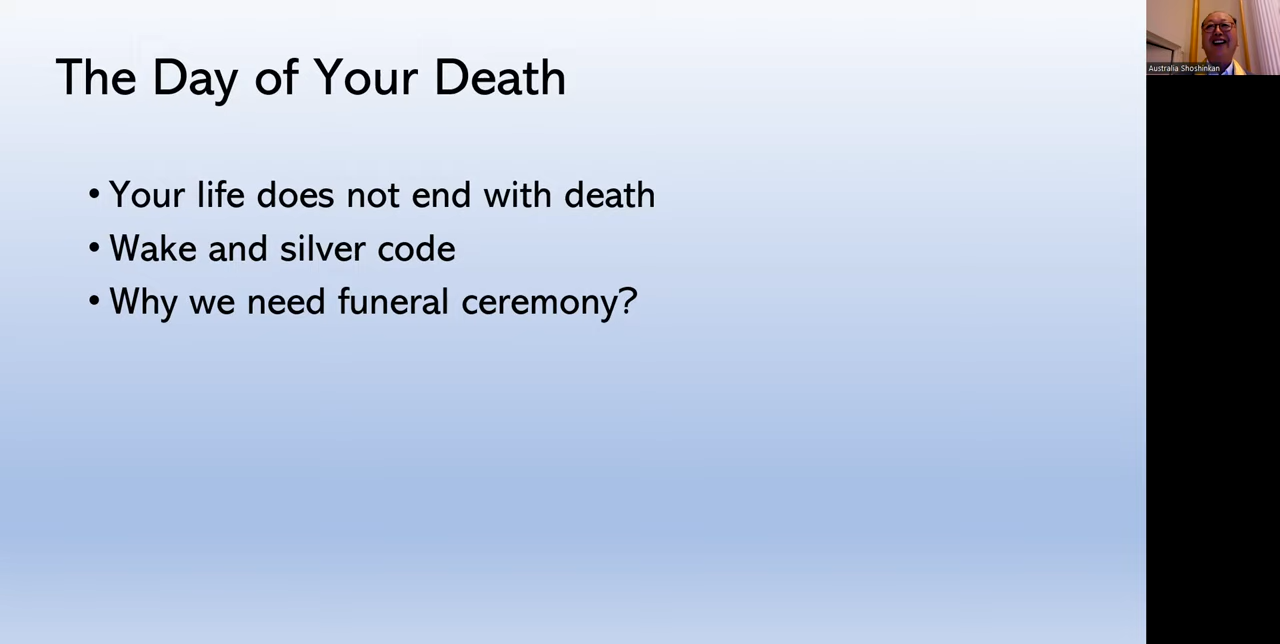 The Day of Your Death
• Your life does not end with death
• Wake and silver code
• Why we need funeral ceremony?
Australia Shoshinkan